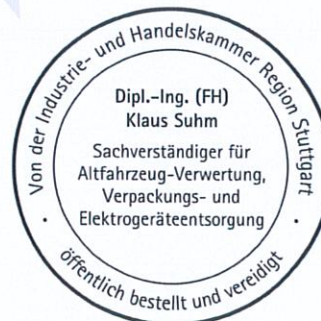 Von der Industrie- und Handelskammer Region Stuttgart
Dipl.-Ing. (FH)
Klaus Suhm
Sachverständiger für
Altfahrzeug-Verwertung,
Verpackungs- und
Elektrogeräteentsorgung
· öffentlich bestellt und vereidigt ·